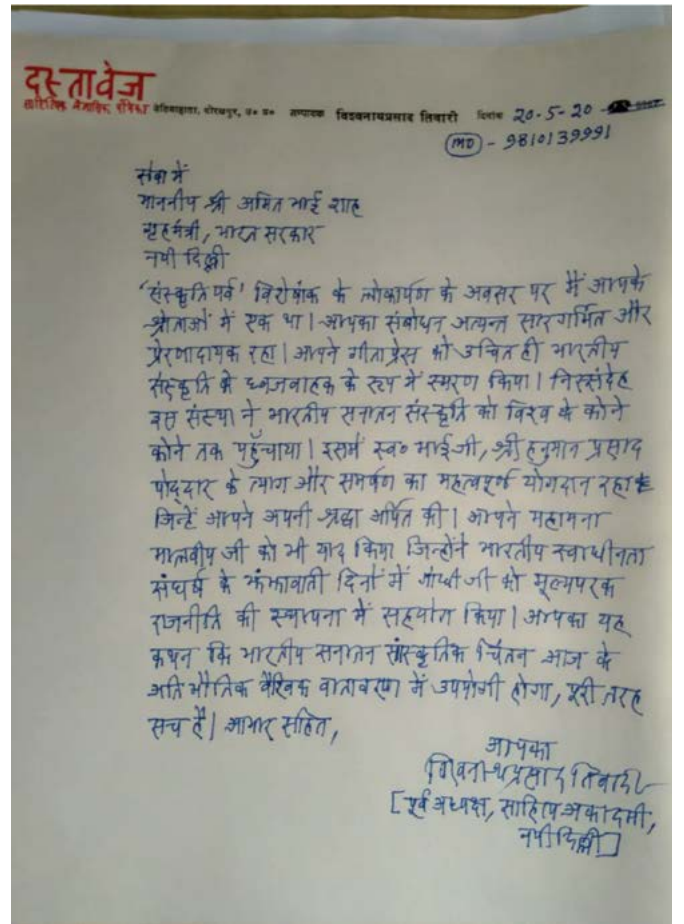 दस्तावेज
साहित्यिक त्रैमासिक पत्रिका बेतियाहाता, गोरखपुर, उ० प्र० सम्पादक विश्वनाथप्रसाद तिवारी दिनांक 20-5-20
(MO) - 9810139991
सेवा में
माननीय श्री अमित भाई शाह
गृहमंत्री, भारत सरकार
नयी दिल्ली
'संस्कृति पर्व' विशेषांक के लोकार्पण के अवसर पर मैं आपके
श्रोताओं में एक था। आपका संबोधन अत्यन्त सारगर्भित और
प्रेरणादायक रहा। आपने गीताप्रेस को उचित ही भारतीय
संस्कृति के ध्वजवाहक के रूप में स्मरण किया। निस्संदेह
इस संस्था ने भारतीय सनातन संस्कृति को विश्व के कोने
कोने तक पहुँचाया। इसमें स्व० भाईजी, श्री हनुमान प्रसाद
पोद्दार के त्याग और समर्पण का महत्वपूर्ण योगदान रहा
जिन्हें आपने अपनी श्रद्धा अर्पित की। आपने महामना
मालवीय जी को भी याद किया जिन्होंने भारतीय स्वाधीनता
संघर्ष के झंझावाती दिनों में गांधी जी को मूल्यपरक
राजनीति की स्थापना में सहयोग किया। आपका यह
कथन कि भारतीय सनातन सांस्कृतिक चिंतन आज के
अति भौतिक वैश्विक वातावरण में उपयोगी होगा, पूरी तरह
सच है। आभार सहित,
आपका
विश्वनाथप्रसाद तिवारी
[पूर्व अध्यक्ष, साहित्य अकादमी,
नयी दिल्ली]